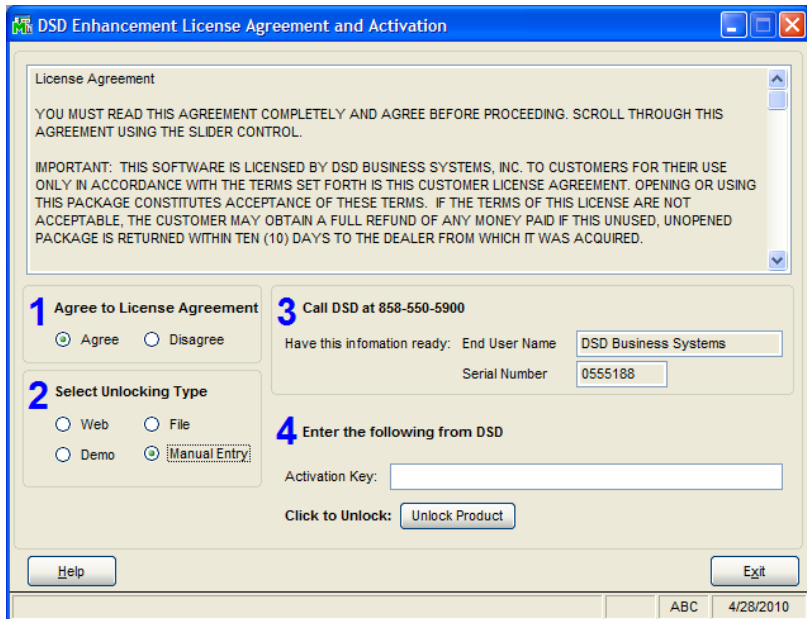 DSD Enhancement License Agreement and Activation
License Agreement
YOU MUST READ THIS AGREEMENT COMPLETELY AND AGREE BEFORE PROCEEDING. SCROLL THROUGH THIS
AGREEMENT USING THE SLIDER CONTROL.
IMPORTANT: THIS SOFTWARE IS LICENSED BY DSD BUSINESS SYSTEMS, INC. TO CUSTOMERS FOR THEIR USE
ONLY IN ACCORDANCE WITH THE TERMS SET FORTH IS THIS CUSTOMER LICENSE AGREEMENT. OPENING OR USING
THIS PACKAGE CONSTITUTES ACCEPTANCE OF THESE TERMS. IF THE TERMS OF THIS LICENSE ARE NOT
ACCEPTABLE, THE CUSTOMER MAY OBTAIN A FULL REFUND OF ANY MONEY PAID IF THIS UNUSED, UNOPENED
PACKAGE IS RETURNED WITHIN TEN (10) DAYS TO THE DEALER FROM WHICH IT WAS ACQUIRED.
1 Agree to License Agreement
Agree Disagree
2 Select Unlocking Type
Web File
Demo Manual Entry
3 Call DSD at 858-550-5900
Have this infomation ready: End User Name DSD Business Systems
Serial Number 0555188
4 Enter the following from DSD
Activation Key:
Click to Unlock: Unlock Product
Help Exit
ABC 4/28/2010